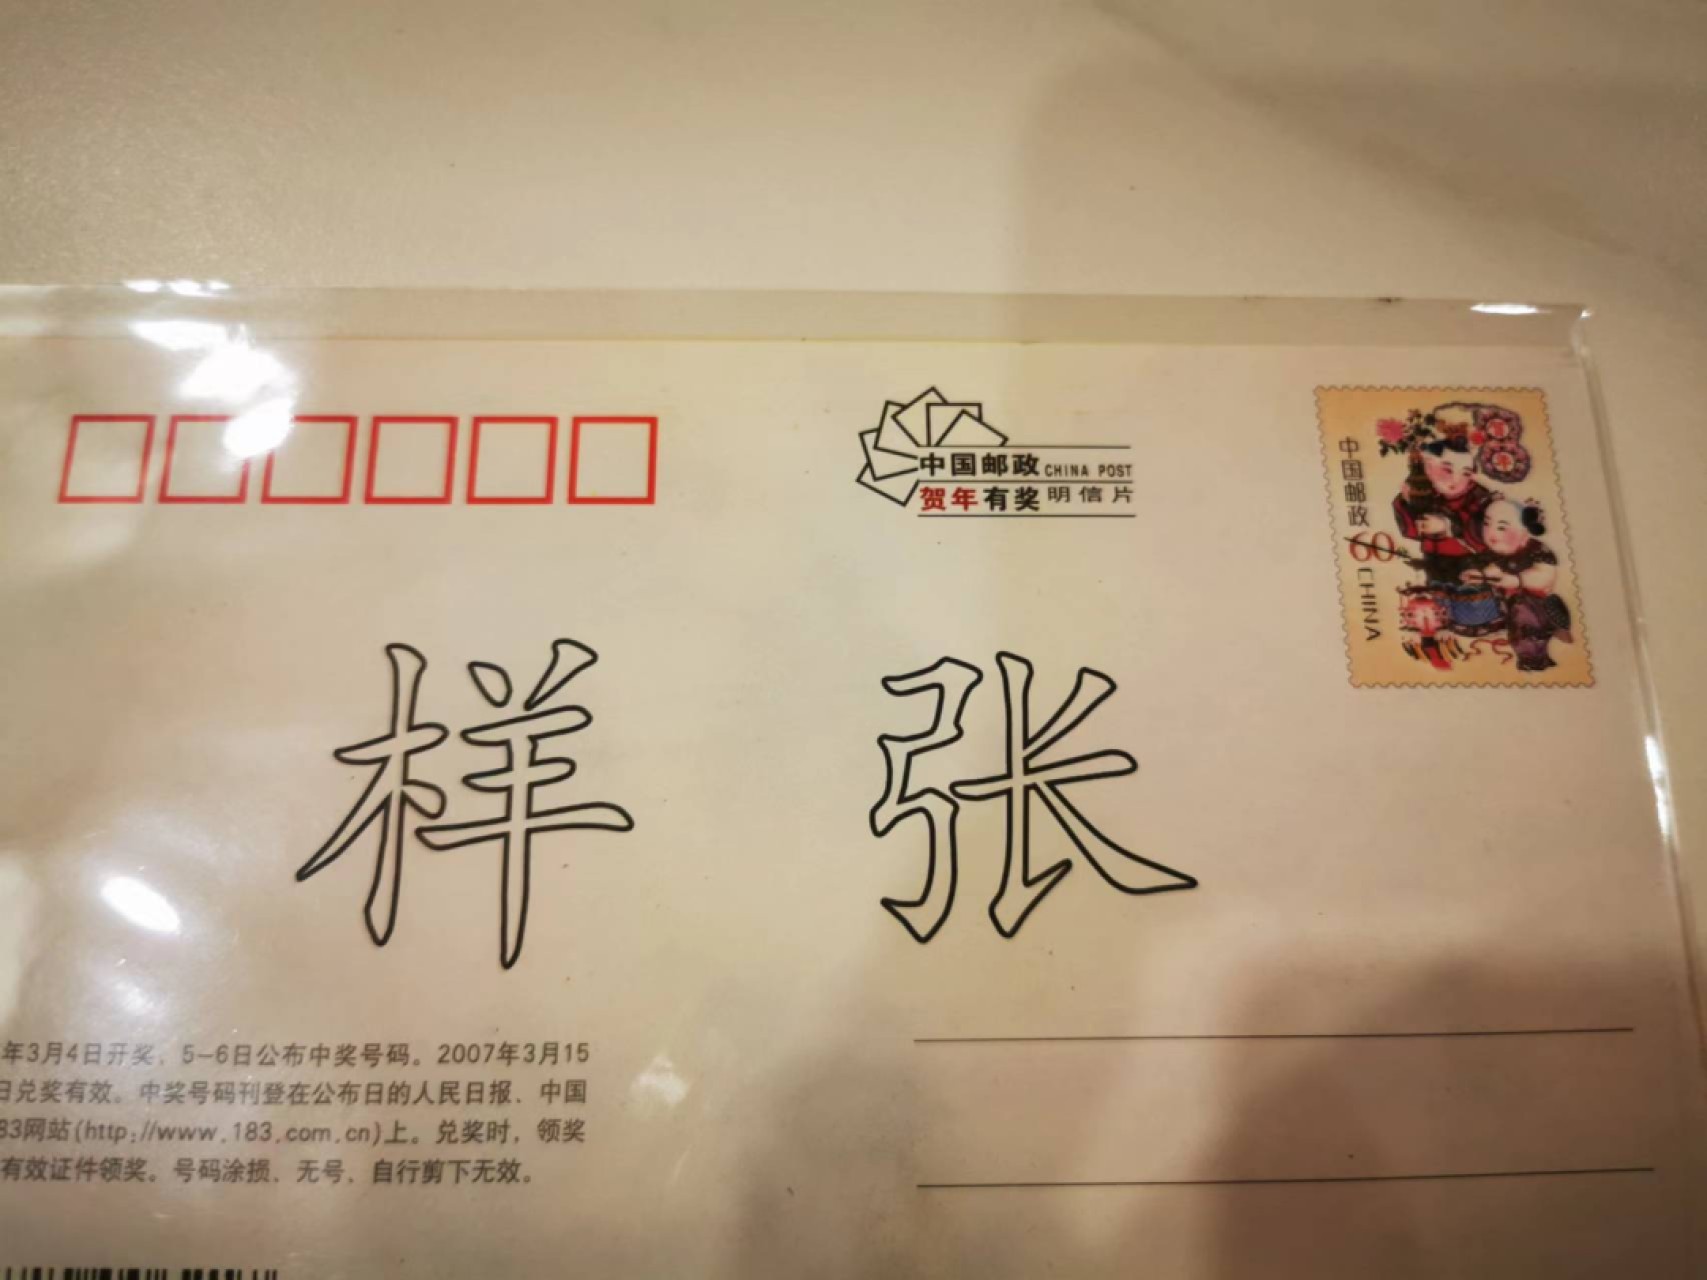 中国邮政 CHINA POST
贺年有奖明信片
中国邮政
60
CHINA
样 张
年3月4日开奖，5-6日公布中奖号码。2007年3月15
日兑奖有效。中奖号码刊登在公布日的人民日报、中国
83网站(http://www.183.com.cn)上。兑奖时，领奖
有效证件领奖。号码涂损、无号、自行剪下无效。